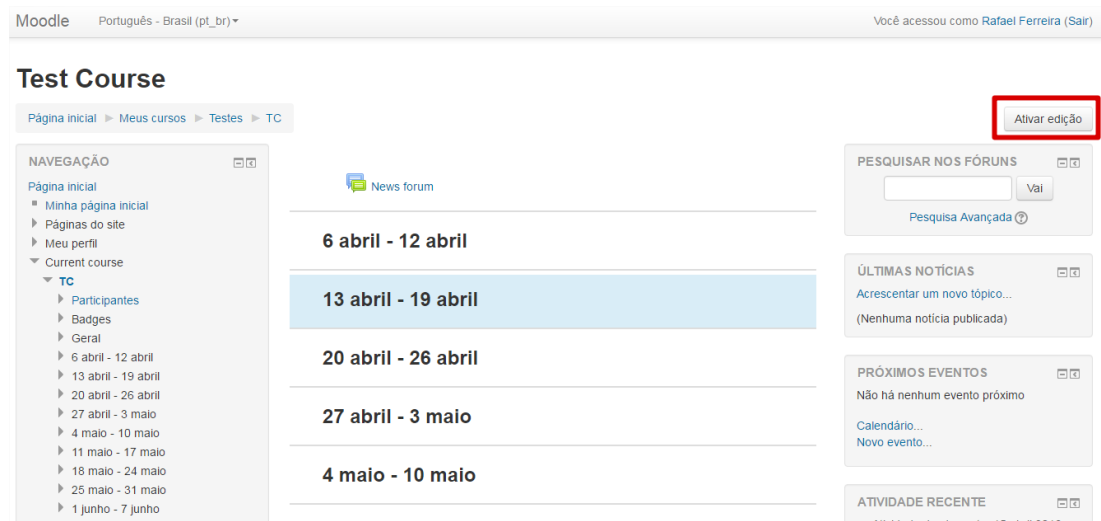 Moodle Português - Brasil (pt_br) Você acessou como Rafael Ferreira (Sair)
Test Course
Página inicial Meus cursos Testes TC
Ativar edição
NAVEGAÇÃO
Página inicial
Minha página inicial
Páginas do site
Meu perfil
Current course
TC
Participantes
Badges
Geral
6 abril - 12 abril
13 abril - 19 abril
20 abril - 26 abril
27 abril - 3 maio
4 maio - 10 maio
11 maio - 17 maio
18 maio - 24 maio
25 maio - 31 maio
1 junho - 7 junho
News forum
6 abril - 12 abril
13 abril - 19 abril
20 abril - 26 abril
27 abril - 3 maio
4 maio - 10 maio
PESQUISAR NOS FÓRUNS
Vai
Pesquisa Avançada
ÚLTIMAS NOTÍCIAS
Acrescentar um novo tópico...
(Nenhuma notícia publicada)
PRÓXIMOS EVENTOS
Não há nenhum evento próximo
Calendário...
Novo evento...
ATIVIDADE RECENTE